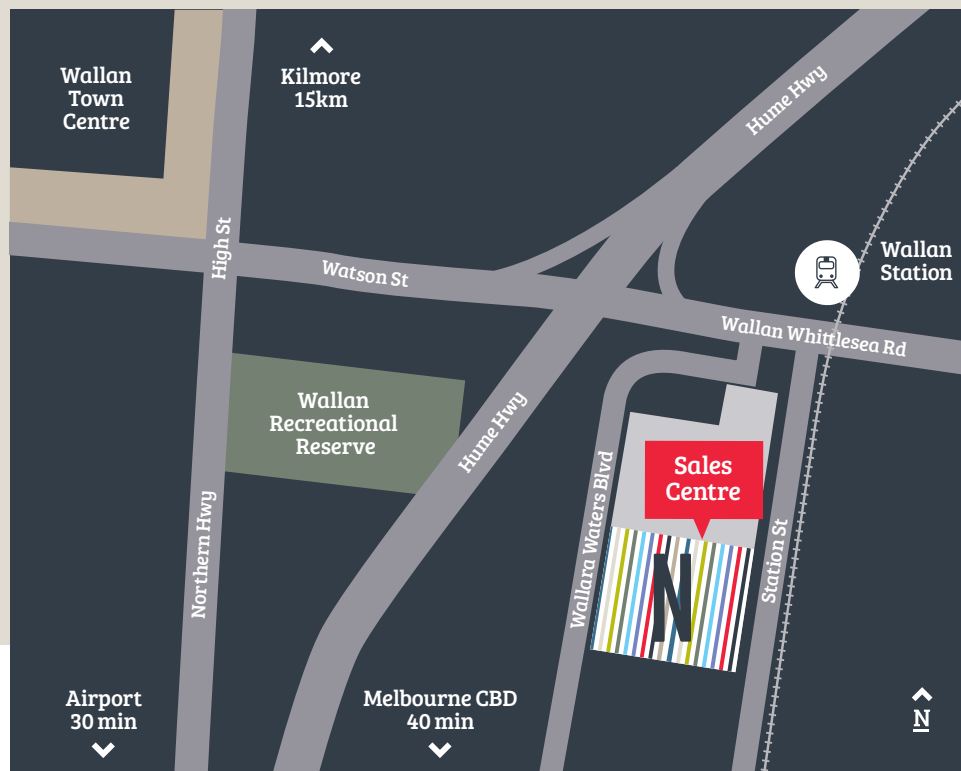 Wallan
Town
Centre
Kilmore
15km
Hume Hwy
High St
Watson St
Wallan
Station
Wallan Whittlesea Rd
Wallan
Recreational
Reserve
Hume Hwy
Sales
Centre
Wallara Waters Blvd
Northern Hwy
Station St
N
Airport
30 min
Melbourne CBD
40 min
N